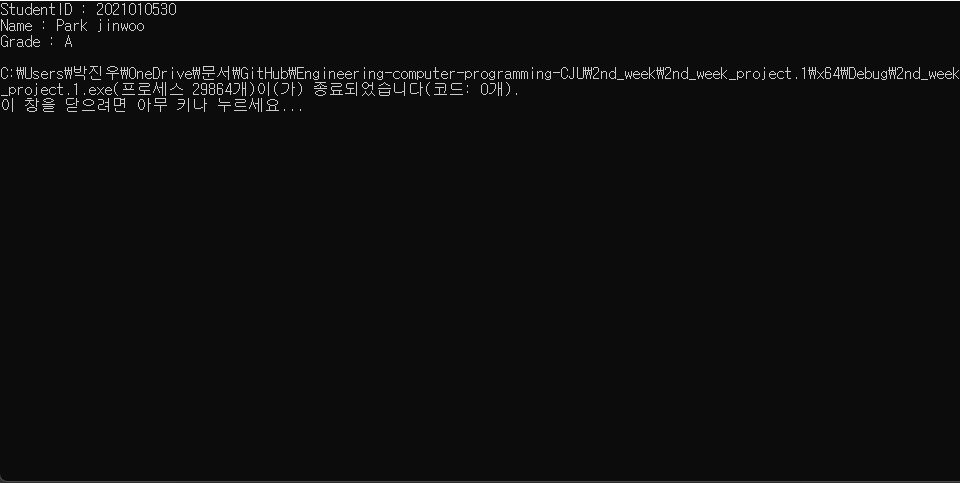 StudentID : 2021010530
Name : Park jinwoo
Grade : A
C:₩Users₩박진우₩OneDrive₩문서₩GitHub₩Engineering-computer-programming-CJU₩2nd_week₩2nd_week_project.1₩x64₩Debug₩2nd_week
_project.1.exe(프로세스 29864개)이(가) 종료되었습니다(코드: 0개).
이 창을 닫으려면 아무 키나 누르세요...